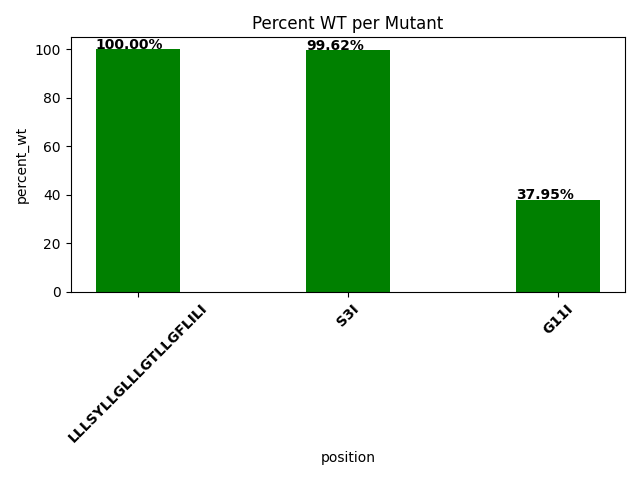 Percent WT per Mutant
percent_wt
100
80
60
40
20
0
100.00%
99.62%
37.95%
LLLSYLLGLLLGTLLGFLILI
S3I
G11I
position